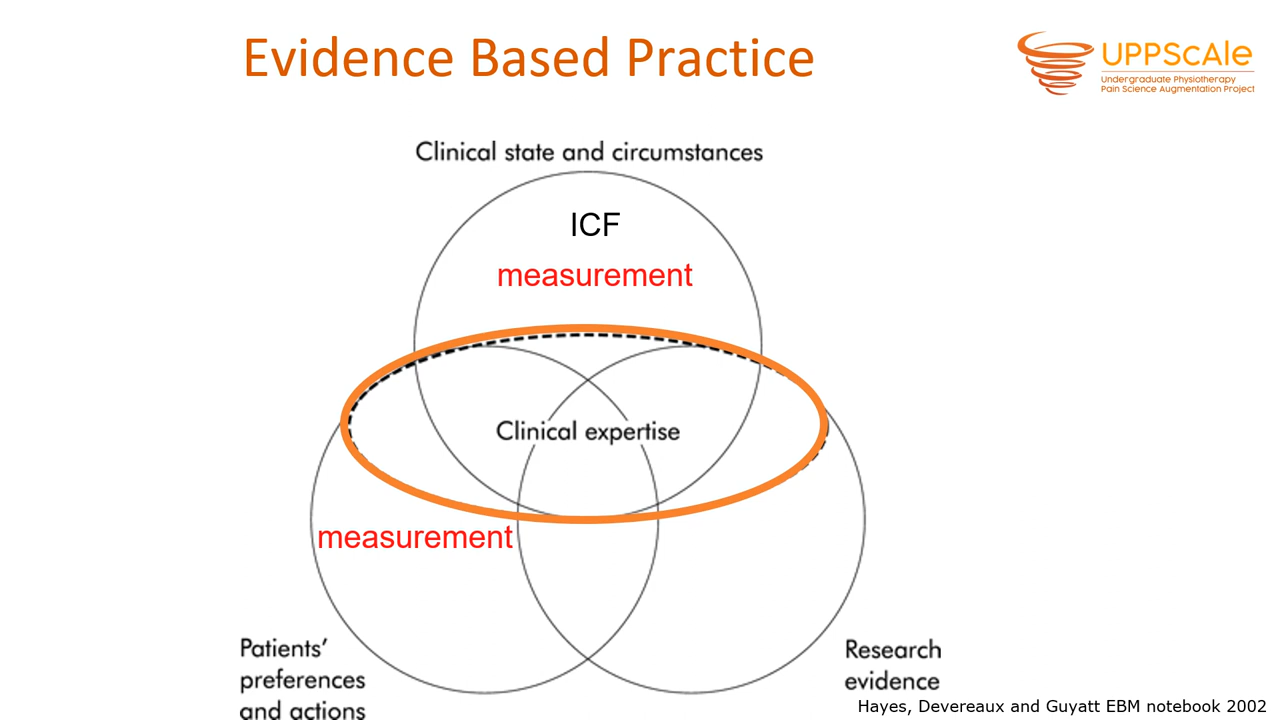 Evidence Based Practice
UPPSCAle
Undergraduate Physiotherapy
Pain Science Augmentation Project
Clinical state and circumstances
ICF
measurement
Clinical expertise
measurement
Patients'
preferences
and actions
Research
evidence
Hayes, Devereaux and Guyatt EBM notebook 2002